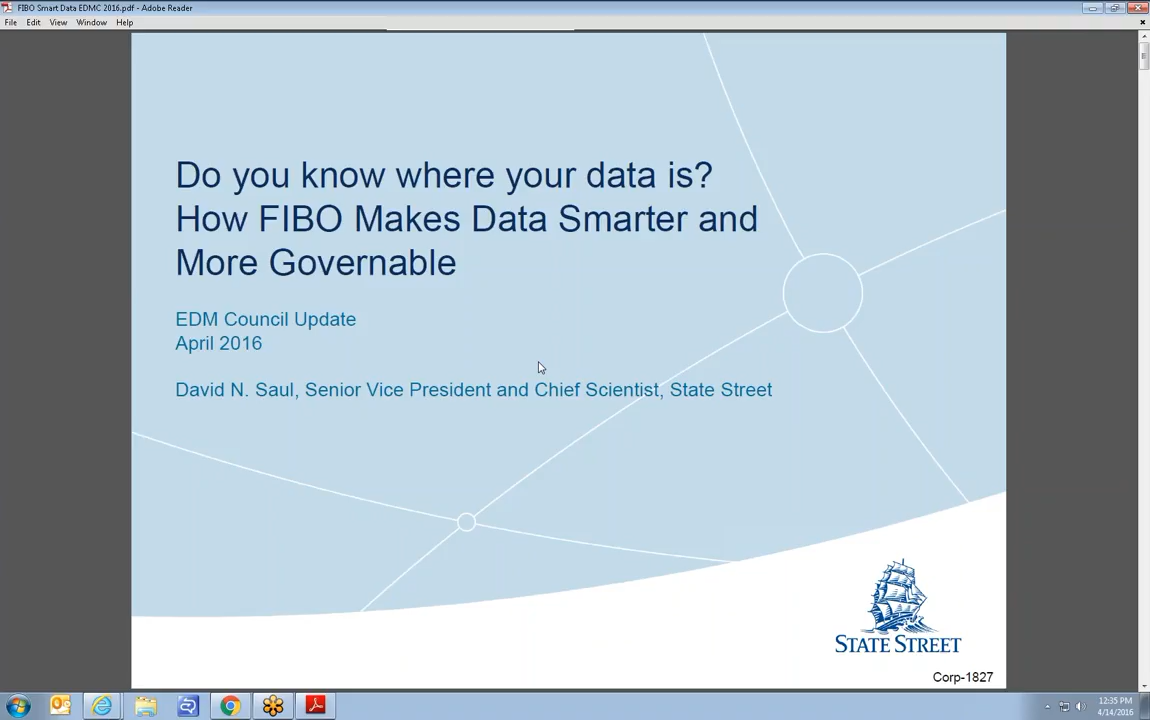 FIBO Smart Data EDMC 2016.pdf - Adobe Reader
File Edit View Window Help
Do you know where your data is?
How FIBO Makes Data Smarter and
More Governable
EDM Council Update
April 2016
David N. Saul, Senior Vice President and Chief Scientist, State Street
STATE STREET
Corp-1827
12:35 PM
4/14/2016